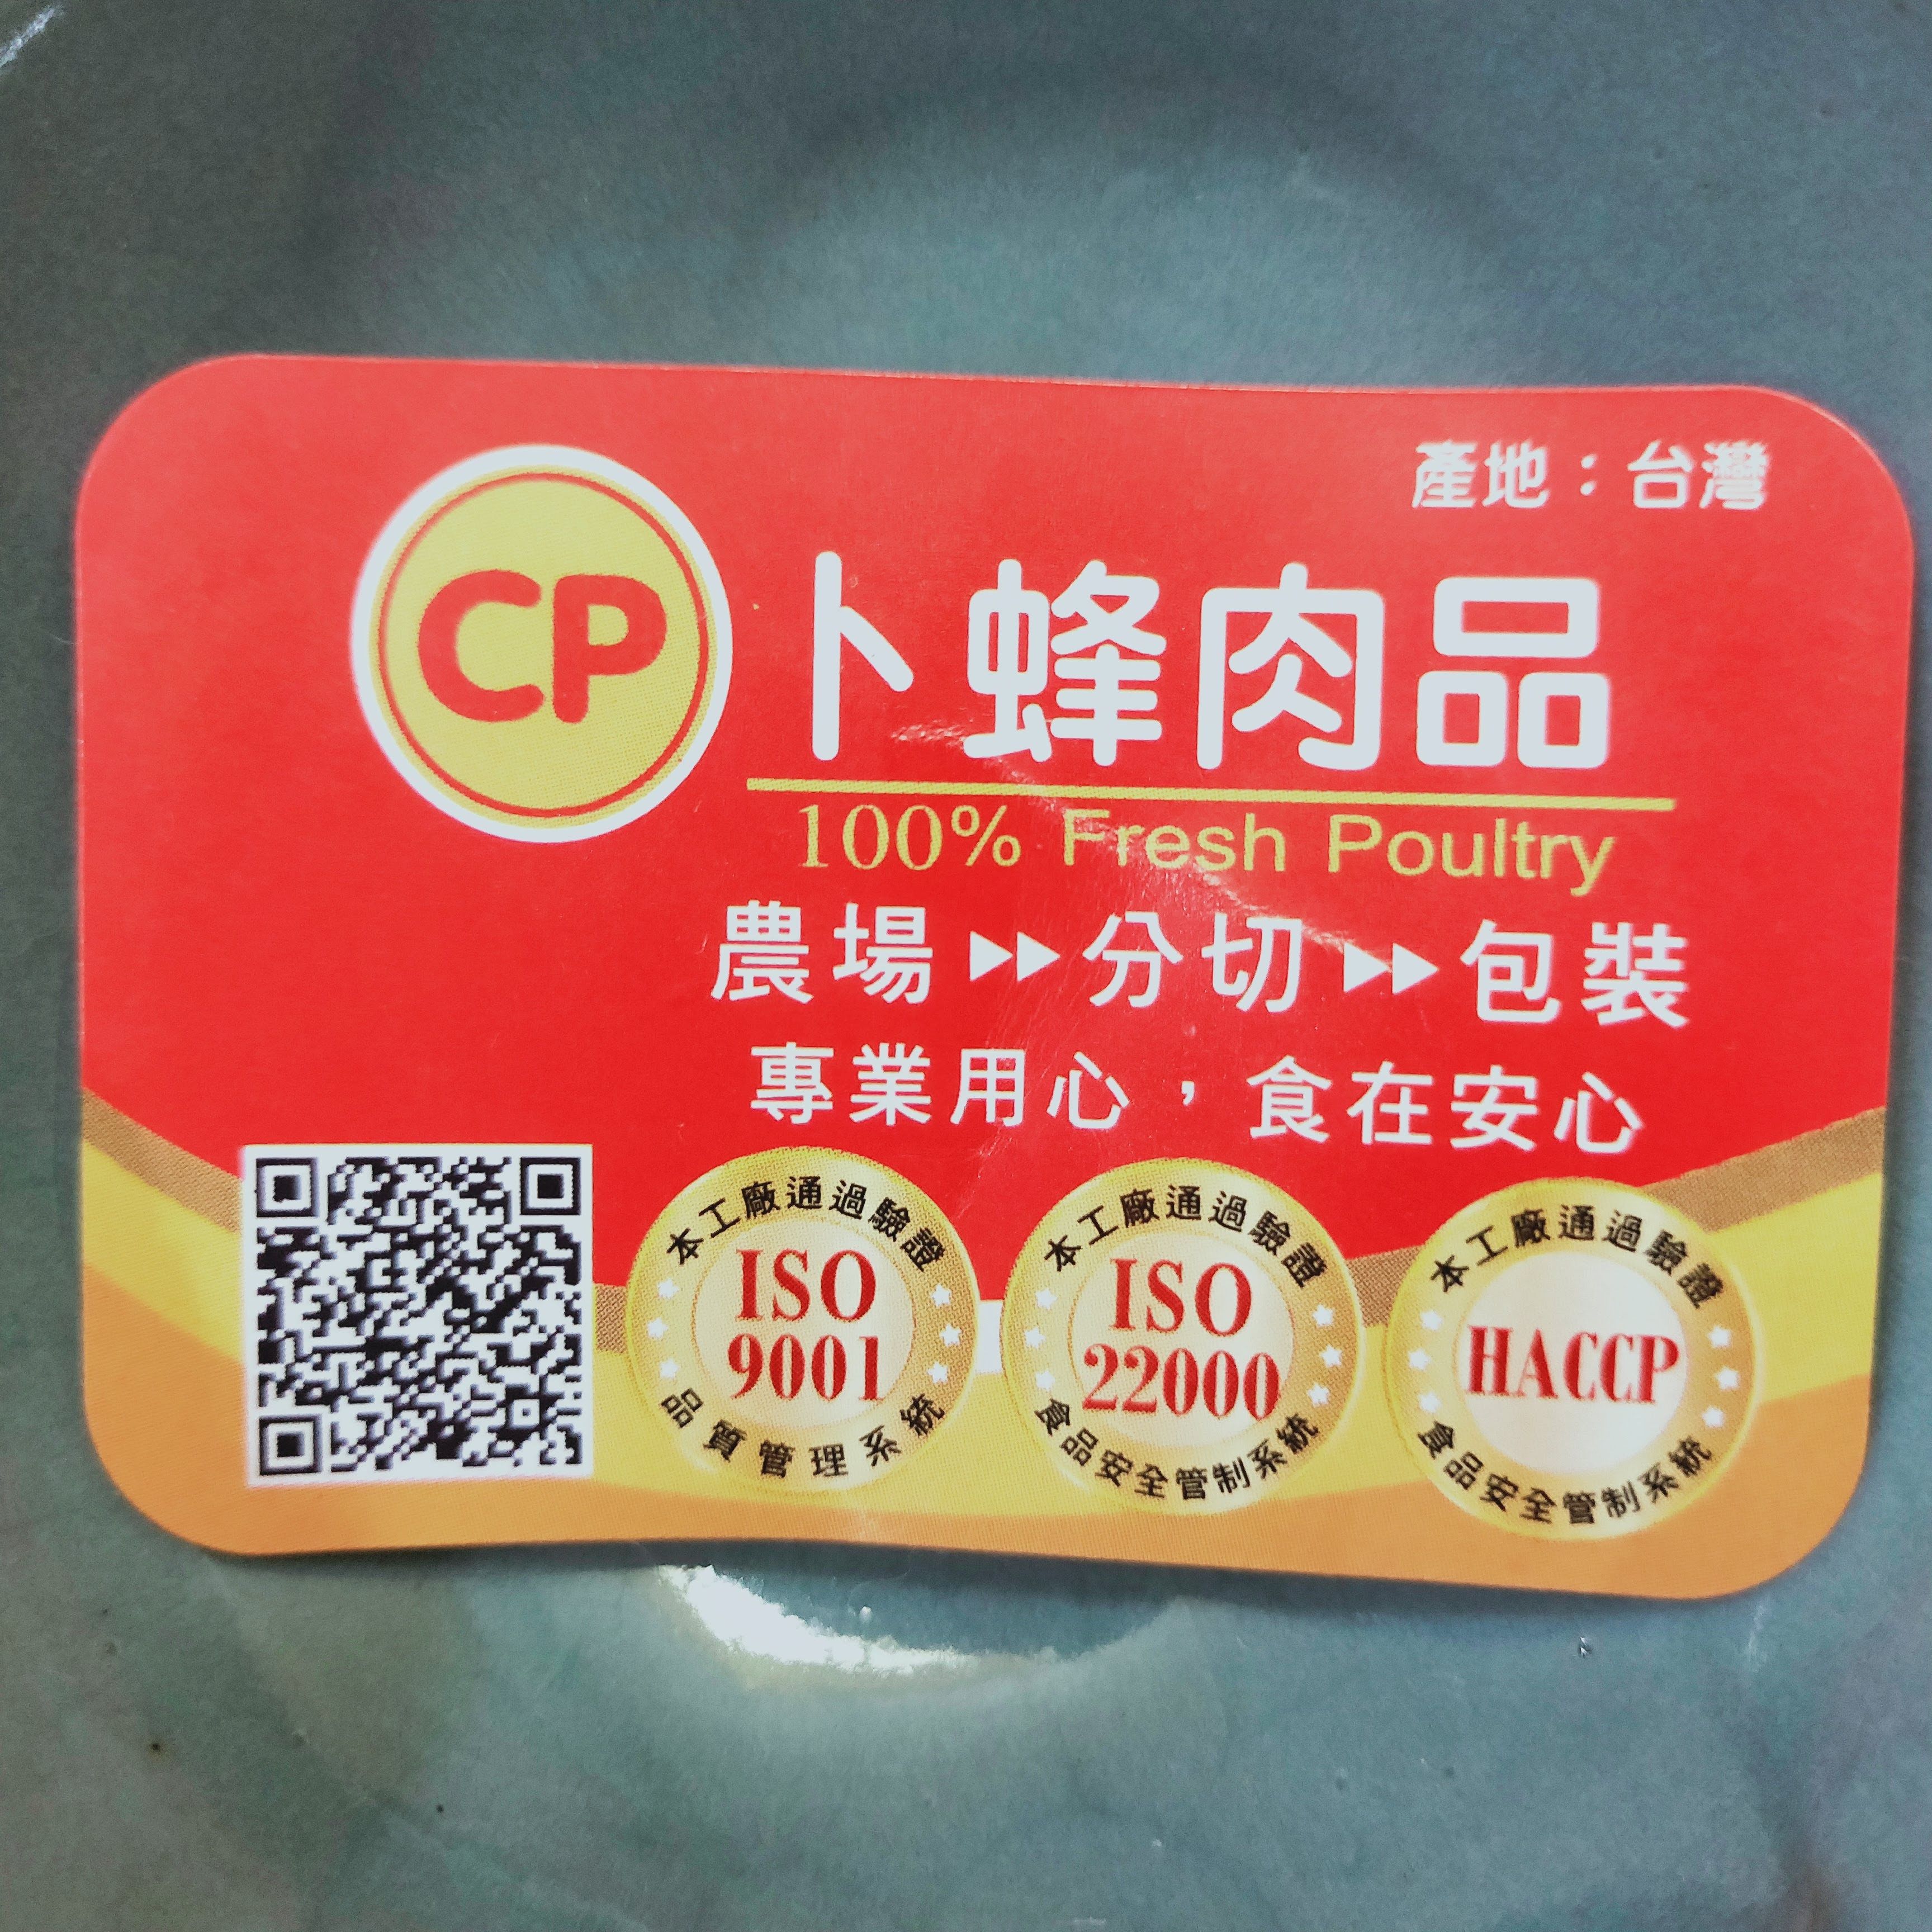 產地：台灣
CP
卜蜂肉品
100% Fresh Poultry
農場▶▶分切▶▶包裝
專業用心，食在安心
本工廠通過驗證
ISO
9001
品質管理系統
本工廠通過驗證
ISO
22000
食品安全管制系統
本工廠通過驗證
HACCP
食品安全管制系統